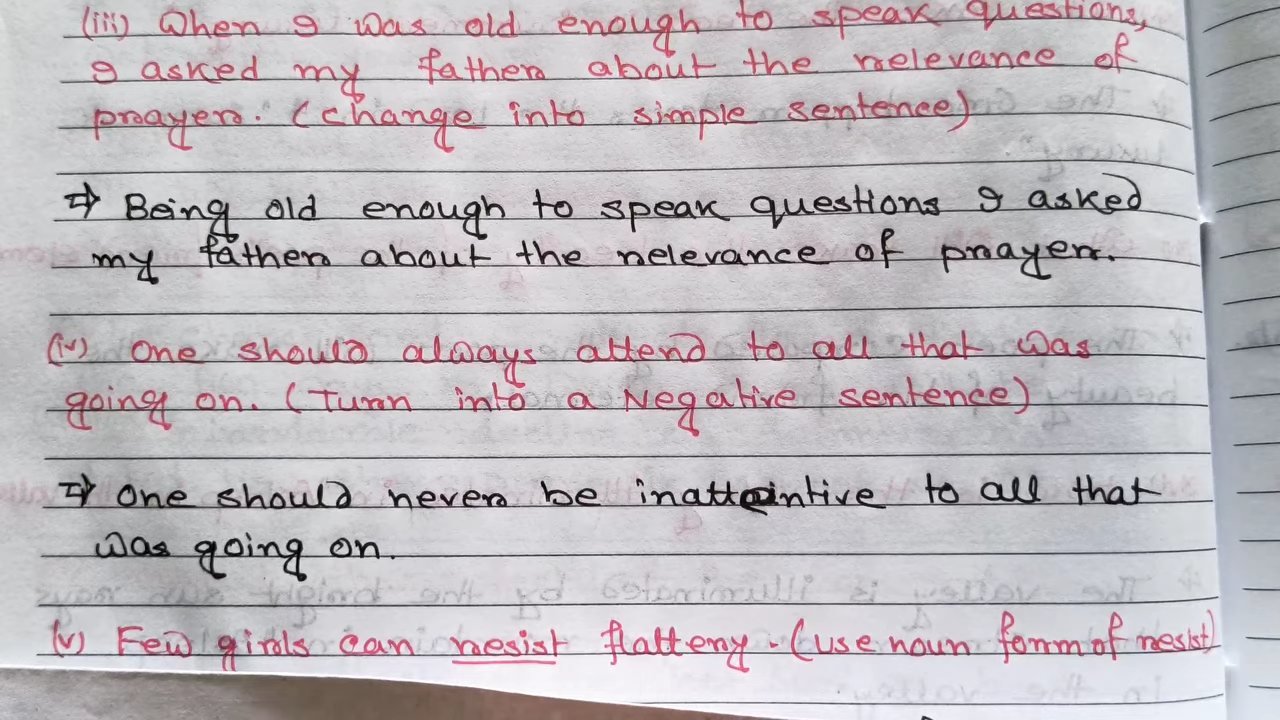 (iii) When I was old enough to speak questions,
I asked my father about the relevance of
prayer. (change into simple sentence)
⇒ Being old enough to speak questions I asked
my father about the relevance of prayer.
(iv) One should always attend to all that was
going on. (Turn into a Negative sentence)
⇒ One should never be inattentive to all that
was going on.
(v) Few girls can resist flattery. (use noun form of resist)